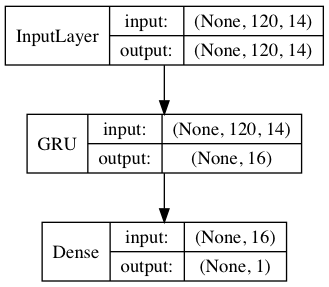 InputLayer
input: (None, 120, 14)
output: (None, 120, 14)
GRU
input: (None, 120, 14)
output: (None, 16)
Dense
input: (None, 16)
output: (None, 1)